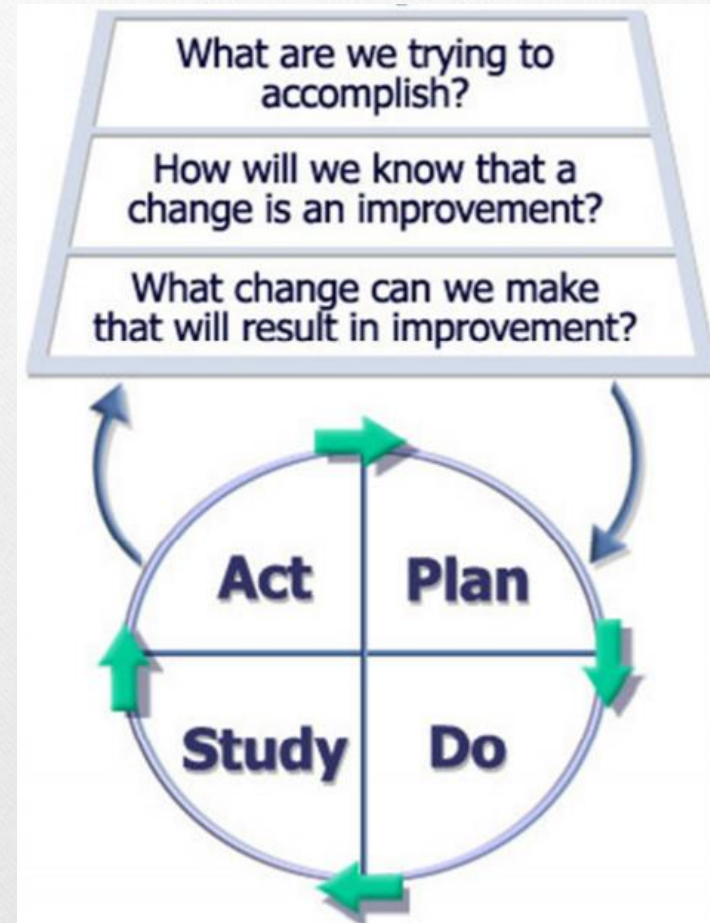 What are we trying to
accomplish?
How will we know that a
change is an improvement?
What change can we make
that will result in improvement?
Act
Plan
Study
Do